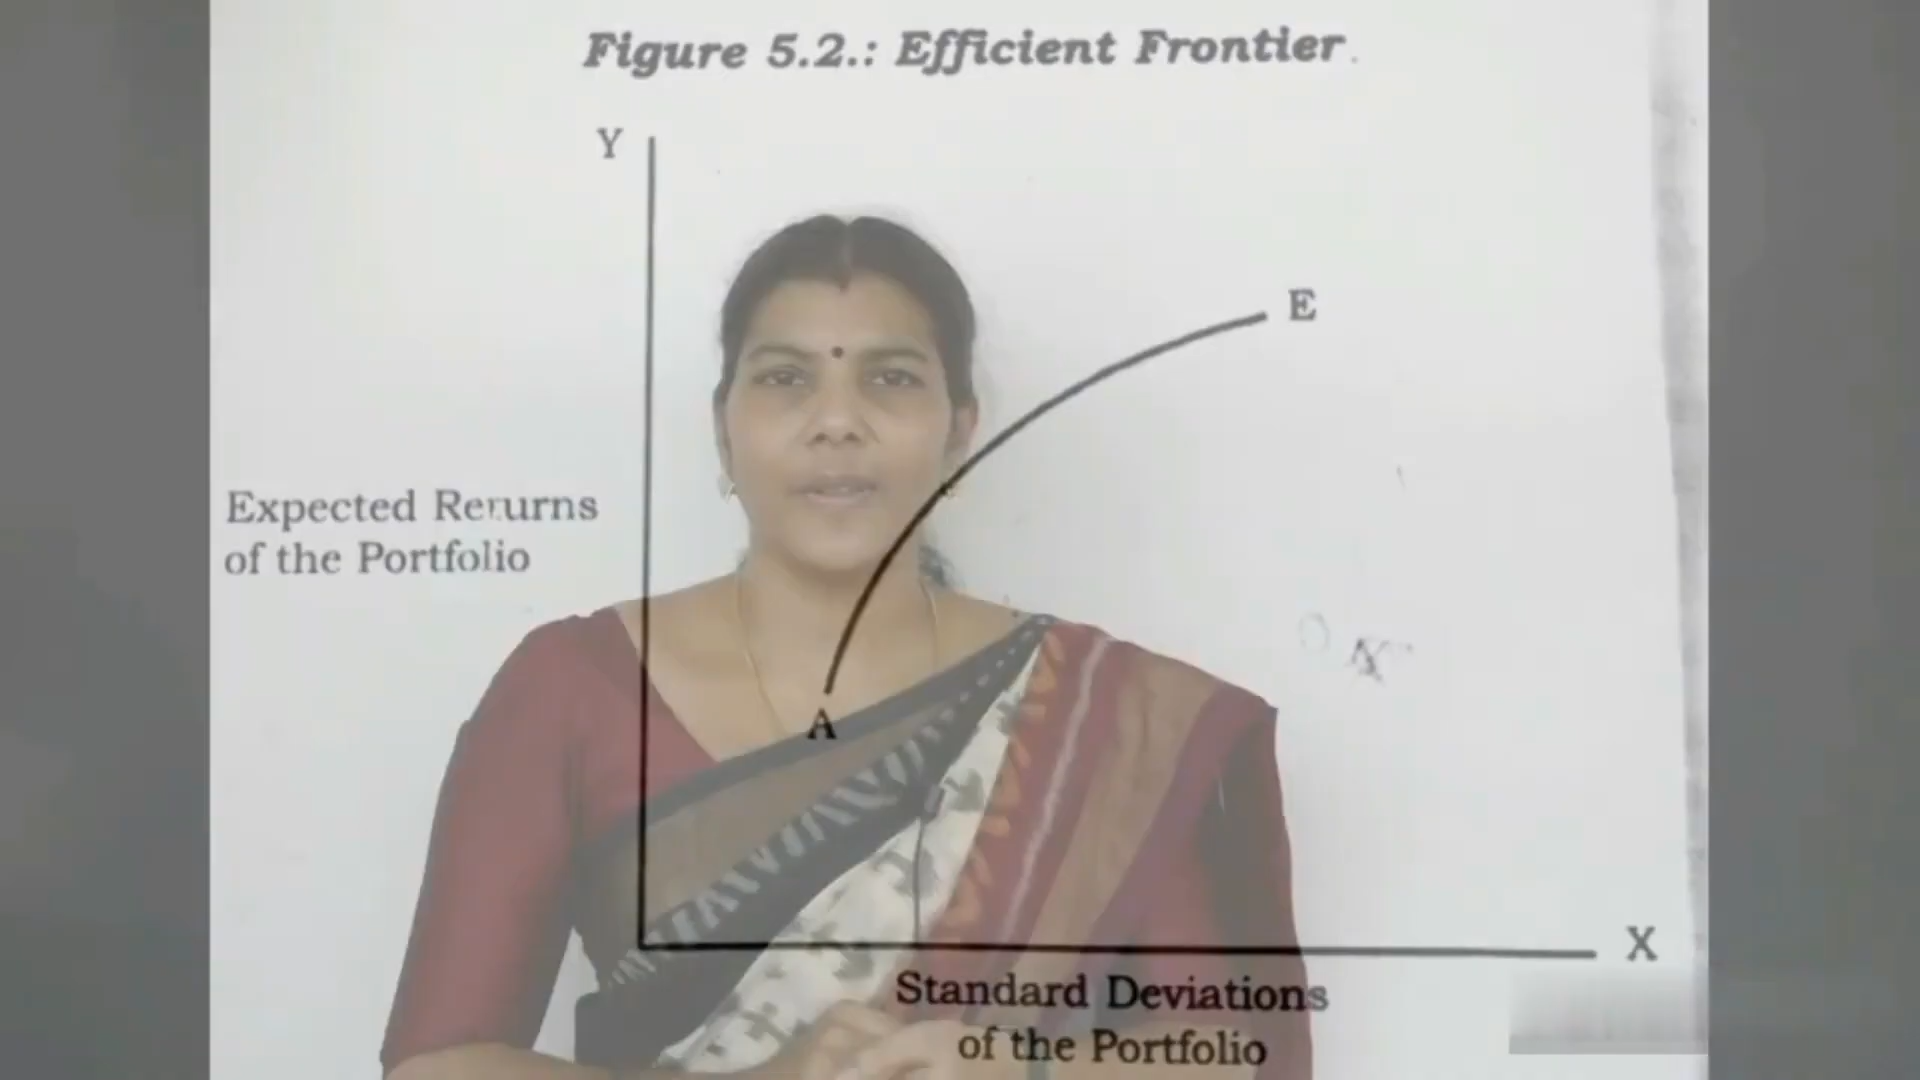 Figure 5.2.: Efficient Frontier
Y
E
Expected Returns
of the Portfolio
A
X
Standard Deviations
of the Portfolio